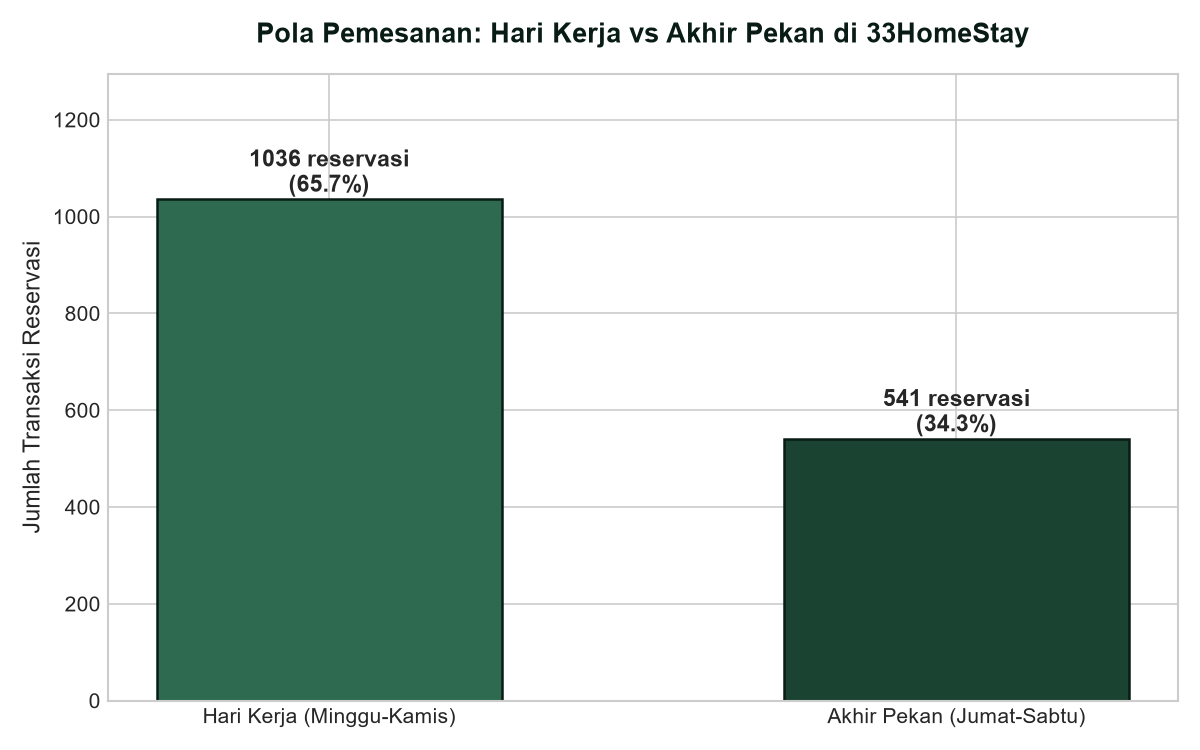 Pola Pemesanan: Hari Kerja vs Akhir Pekan di 33HomeStay
Jumlah Transaksi Reservasi
1200
1000
800
600
400
200
0
1036 reservasi
(65.7%)
541 reservasi
(34.3%)
Hari Kerja (Minggu-Kamis)
Akhir Pekan (Jumat-Sabtu)